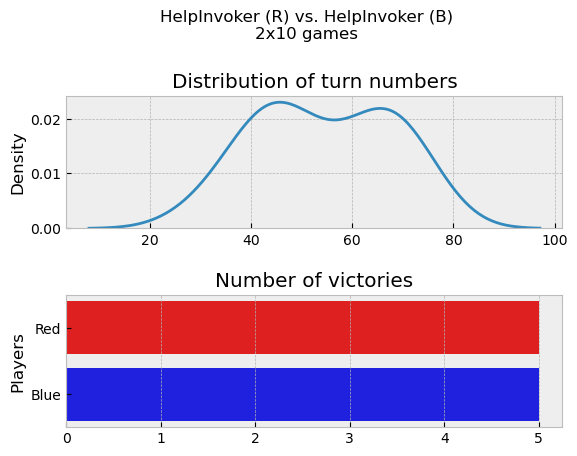 HelpInvoker (R) vs. HelpInvoker (B)
2x10 games
Distribution of turn numbers
Density
0.02
0.01
0.00
20 40 60 80 100
Number of victories
Players
Red
Blue
0 1 2 3 4 5